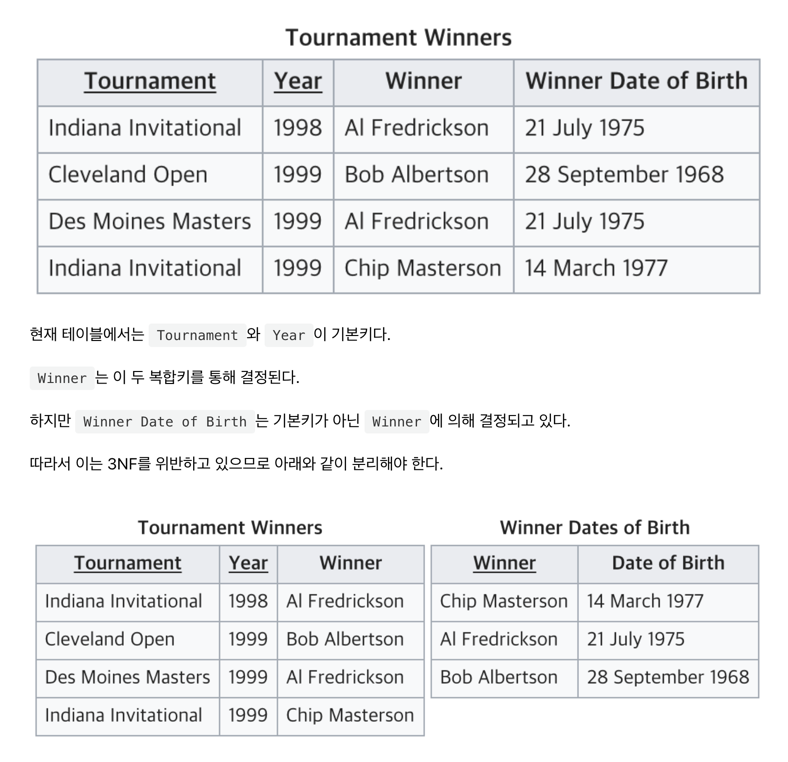 Tournament Winners
Tournament Year Winner Winner Date of Birth
Indiana Invitational 1998 Al Fredrickson 21 July 1975
Cleveland Open 1999 Bob Albertson 28 September 1968
Des Moines Masters 1999 Al Fredrickson 21 July 1975
Indiana Invitational 1999 Chip Masterson 14 March 1977
현재 테이블에서는 Tournament 와 Year 이 기본키다.
Winner 는 이 두 복합키를 통해 결정된다.
하지만 Winner Date of Birth 는 기본키가 아닌 Winner 에 의해 결정되고 있다.
따라서 이는 3NF를 위반하고 있으므로 아래와 같이 분리해야 한다.
Tournament Winners
Tournament Year Winner
Indiana Invitational 1998 Al Fredrickson
Cleveland Open 1999 Bob Albertson
Des Moines Masters 1999 Al Fredrickson
Indiana Invitational 1999 Chip Masterson
Winner Dates of Birth
Winner Date of Birth
Chip Masterson 14 March 1977
Al Fredrickson 21 July 1975
Bob Albertson 28 September 1968